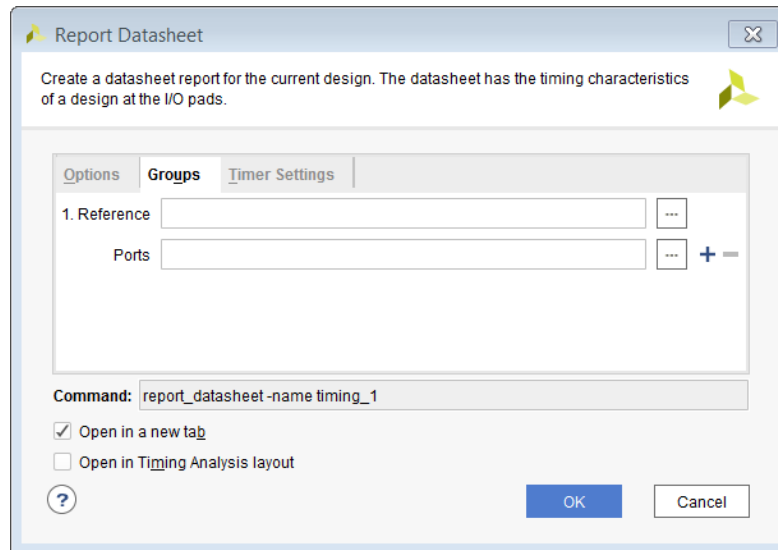 Report Datasheet
Create a datasheet report for the current design. The datasheet has the timing characteristics
of a design at the I/O pads.
Options Groups Timer Settings
1. Reference ...
Ports ... + −
Command: report_datasheet -name timing_1
Open in a new tab
Open in Timing Analysis layout
? OK Cancel